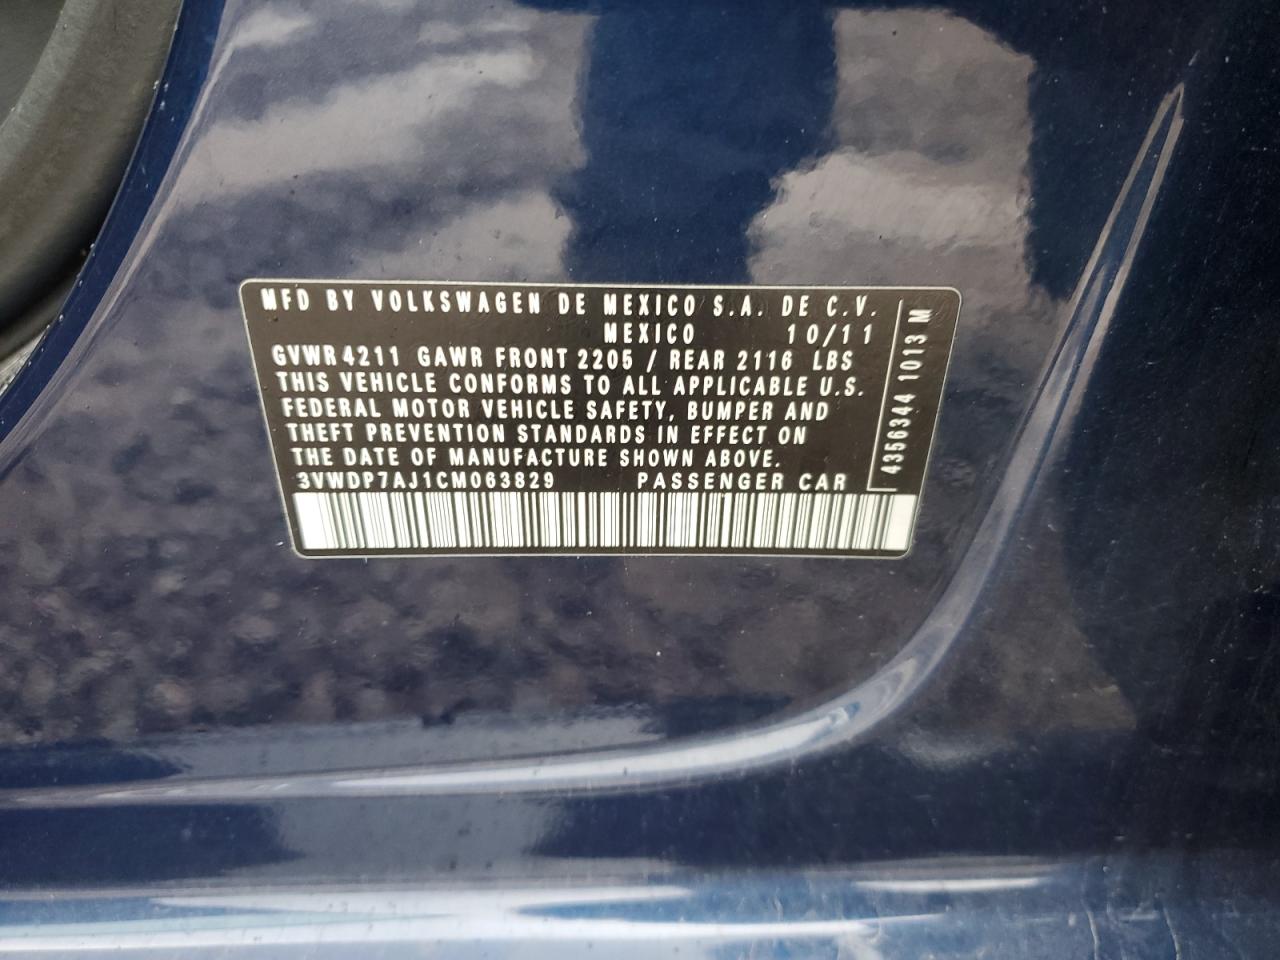 MFD BY VOLKSWAGEN DE MEXICO S.A. DE C.V.
MEXICO 10/11
GVWR 4211 GAWR FRONT 2205 / REAR 2116 LBS
THIS VEHICLE CONFORMS TO ALL APPLICABLE U.S.
FEDERAL MOTOR VEHICLE SAFETY, BUMPER AND
THEFT PREVENTION STANDARDS IN EFFECT ON
THE DATE OF MANUFACTURE SHOWN ABOVE.
3VWDP7AJ1CM063829 PASSENGER CAR
4356344 1013 M